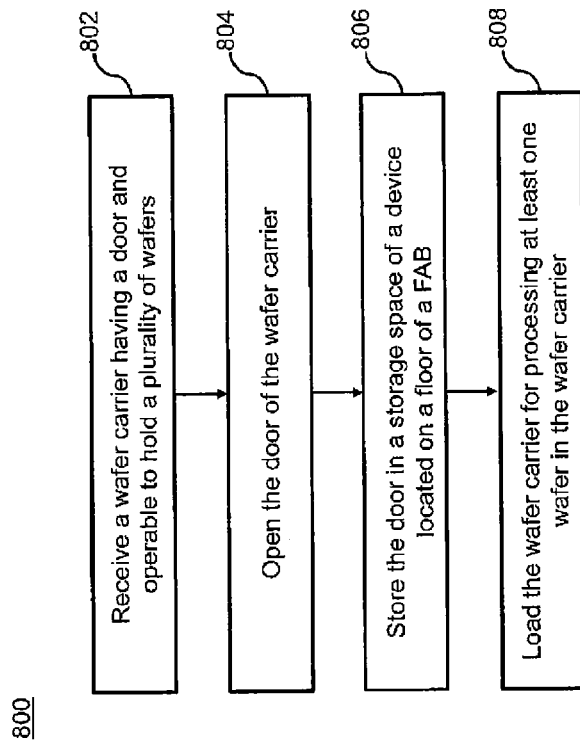 800
802
Receive a wafer carrier having a door and
operable to hold a plurality of wafers
804
Open the door of the wafer carrier
806
Store the door in a storage space of a device
located on a floor of a FAB
808
Load the wafer carrier for processing at least one
wafer in the wafer carrier